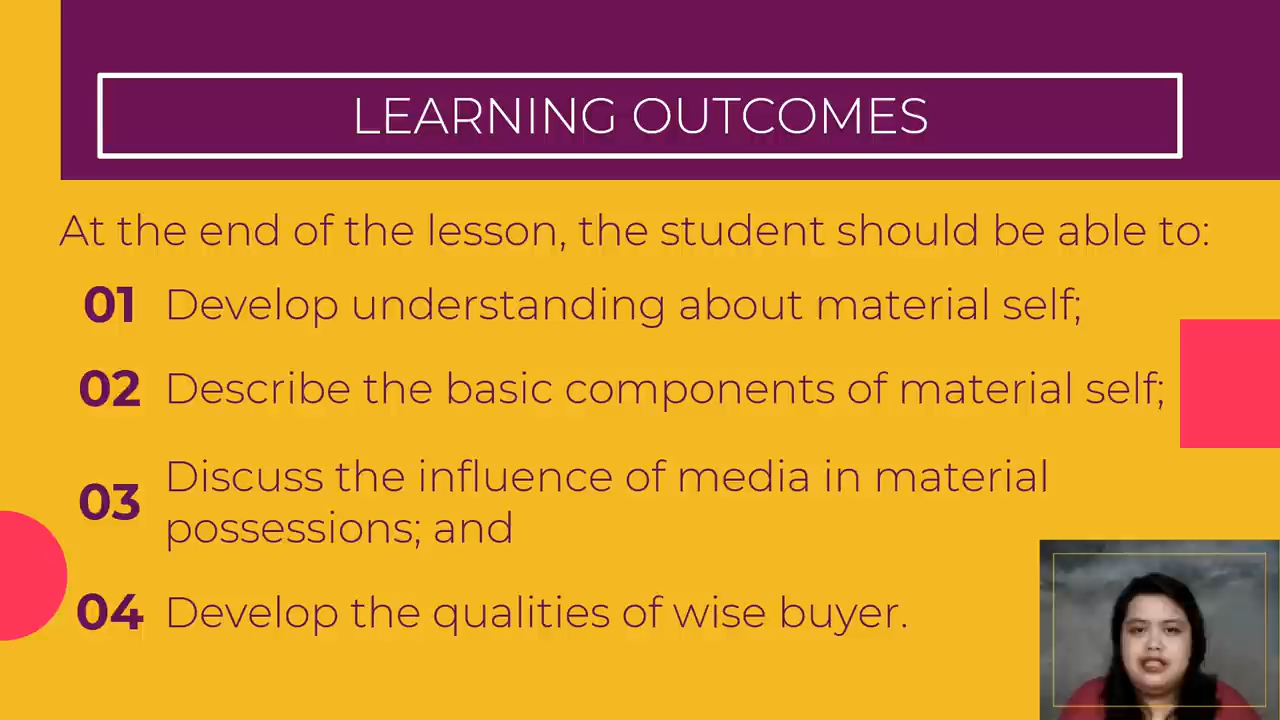 LEARNING OUTCOMES
At the end of the lesson, the student should be able to:
01 Develop understanding about material self;
02 Describe the basic components of material self;
03 Discuss the influence of media in material
possessions; and
04 Develop the qualities of wise buyer.